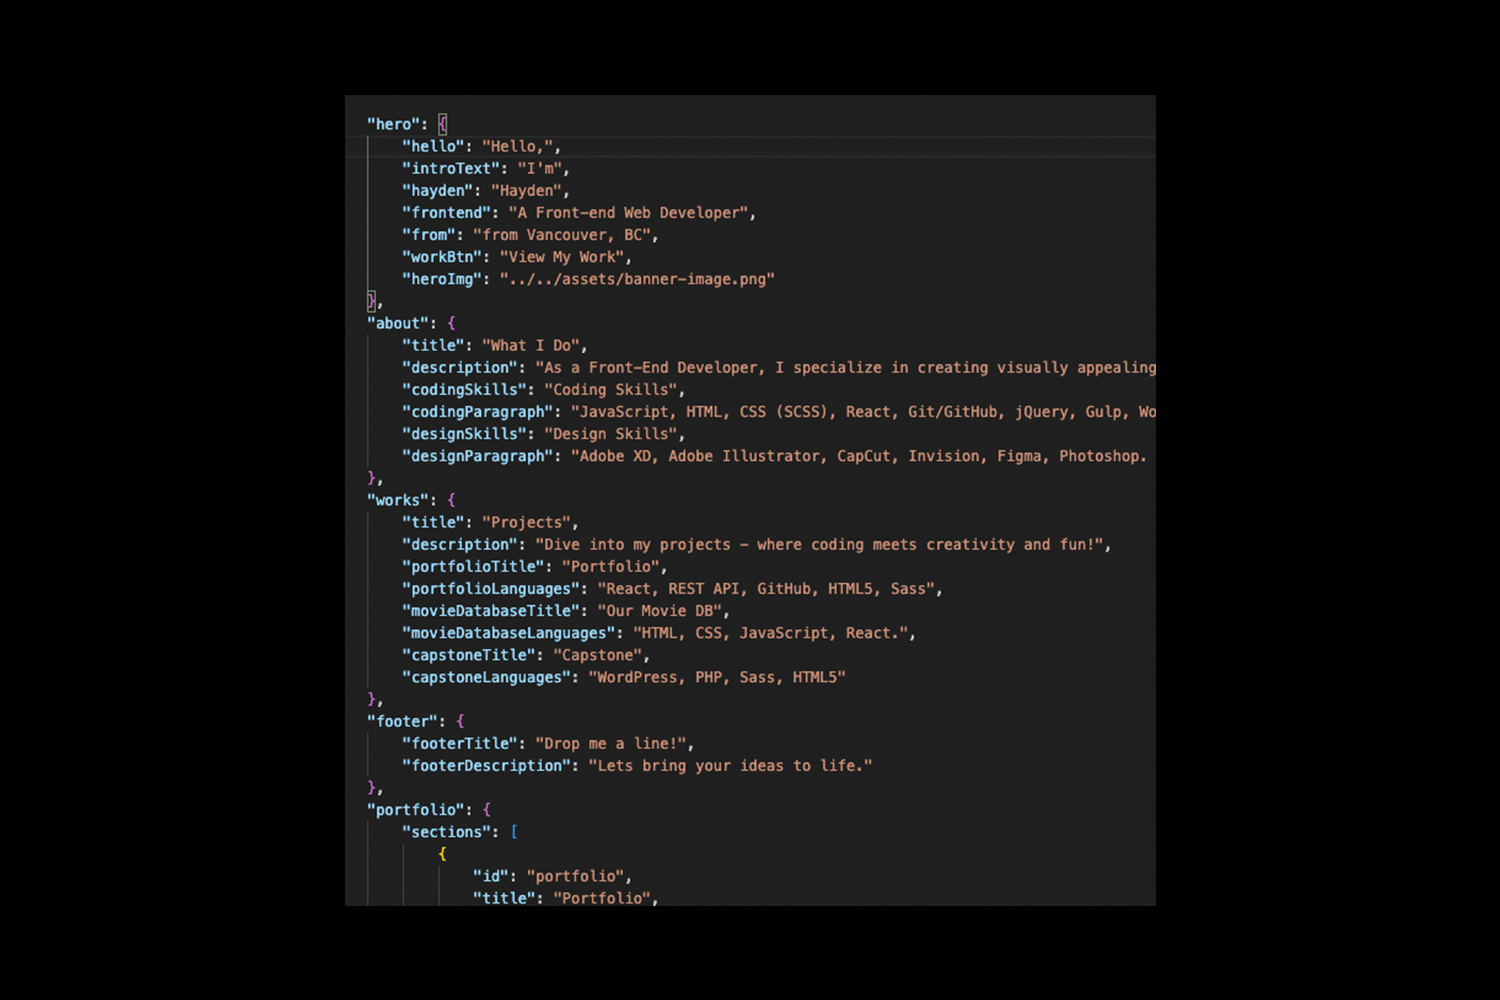 "hero": {
"hello": "Hello,",
"introText": "I'm",
"hayden": "Hayden",
"frontend": "A Front-end Web Developer",
"from": "from Vancouver, BC",
"workBtn": "View My Work",
"heroImg": "../../assets/banner-image.png"
},
"about": {
"title": "What I Do",
"description": "As a Front-End Developer, I specialize in creating visually appealing
"codingSkills": "Coding Skills",
"codingParagraph": "JavaScript, HTML, CSS (SCSS), React, Git/GitHub, jQuery, Gulp, Wo
"designSkills": "Design Skills",
"designParagraph": "Adobe XD, Adobe Illustrator, CapCut, Invision, Figma, Photoshop.
},
"works": {
"title": "Projects",
"description": "Dive into my projects – where coding meets creativity and fun!",
"portfolioTitle": "Portfolio",
"portfolioLanguages": "React, REST API, GitHub, HTML5, Sass",
"movieDatabaseTitle": "Our Movie DB",
"movieDatabaseLanguages": "HTML, CSS, JavaScript, React.",
"capstoneTitle": "Capstone",
"capstoneLanguages": "WordPress, PHP, Sass, HTML5"
},
"footer": {
"footerTitle": "Drop me a line!",
"footerDescription": "Lets bring your ideas to life."
},
"portfolio": {
"sections": [
{
"id": "portfolio",
"title": "Portfolio",